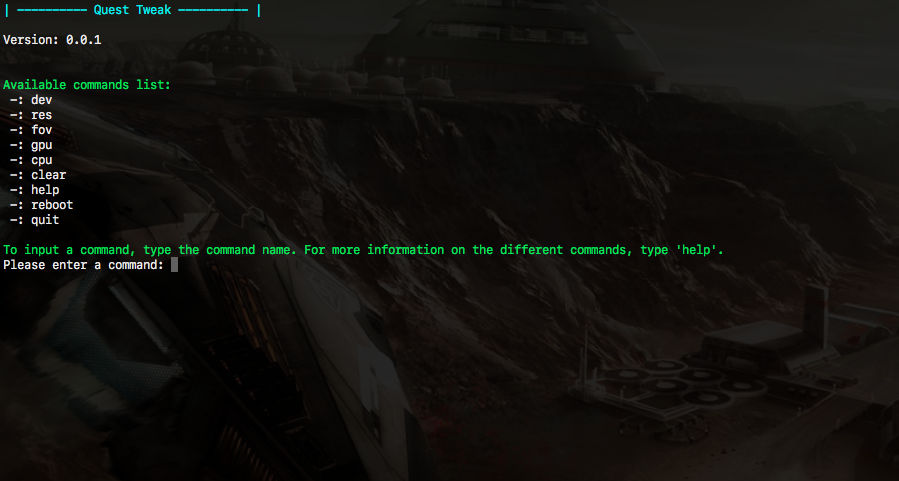 | ---------- Quest Tweak ---------- |
Version: 0.0.1
Available commands list:
-: dev
-: res
-: fov
-: gpu
-: cpu
-: clear
-: help
-: reboot
-: quit
To input a command, type the command name. For more information on the different commands, type 'help'.
Please enter a command: